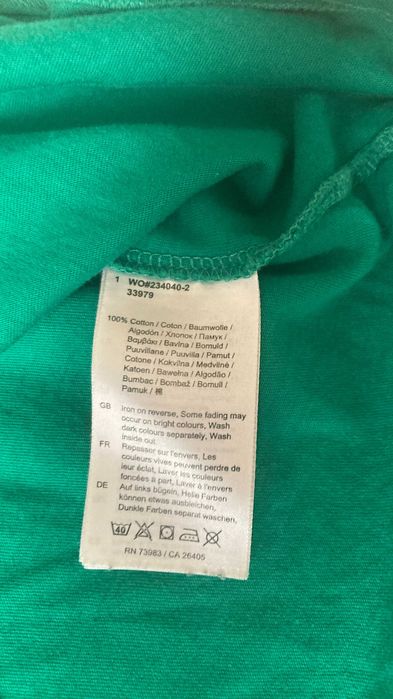 1 WO#234040-2
33979
100% Cotton / Coton / Baumwolle /
Algodón / Хлопок / Памук /
Βαμβάκι / Bavlna / Bomuld /
Puuvillane / Puuvilla / Pamut /
Cotone / Kokvilna / Medvilnė /
Katoen / Bawełna / Algodão /
Bumbac / Bombaž / Bomull /
Pamuk / 棉
GB Iron on reverse, Some fading may
occur on bright colours, Wash
dark colours separately, Wash
inside out.
FR Repasser sur l'envers, Les
couleurs vives peuvent perdre de
leur éclat, Laver les couleurs
foncées a part, Laver à l'envers
DE Auf links bügeln, Helle Farben
können etwas ausbleichen,
Dunkle Farben separat waschen,
40
RN 73983 / CA 26405